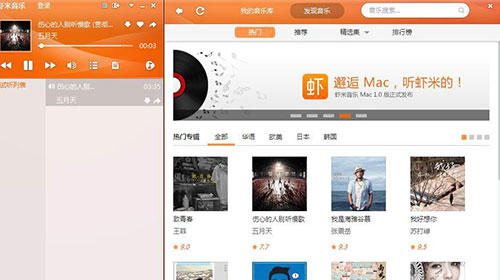 虾米音乐 登录
伤心的人别听慢歌 (贯彻
五月天
00:03
试听列表
伤心的人别听慢歌 03:35
五月天
我的音乐库 发现音乐 音乐搜索...
热门 推荐 精选集 排行榜
虾
邂逅 Mac，听虾米的！
虾米音乐 Mac 1.0 版正式发布
热门专辑 全部 华语 欧美 日本 韩国
致青春 伤心的人别听慢歌 我是海雅谷慕 我好想你
王菲 五月天 张震岳 苏打绿
9.0 7.7 9.3 9.5